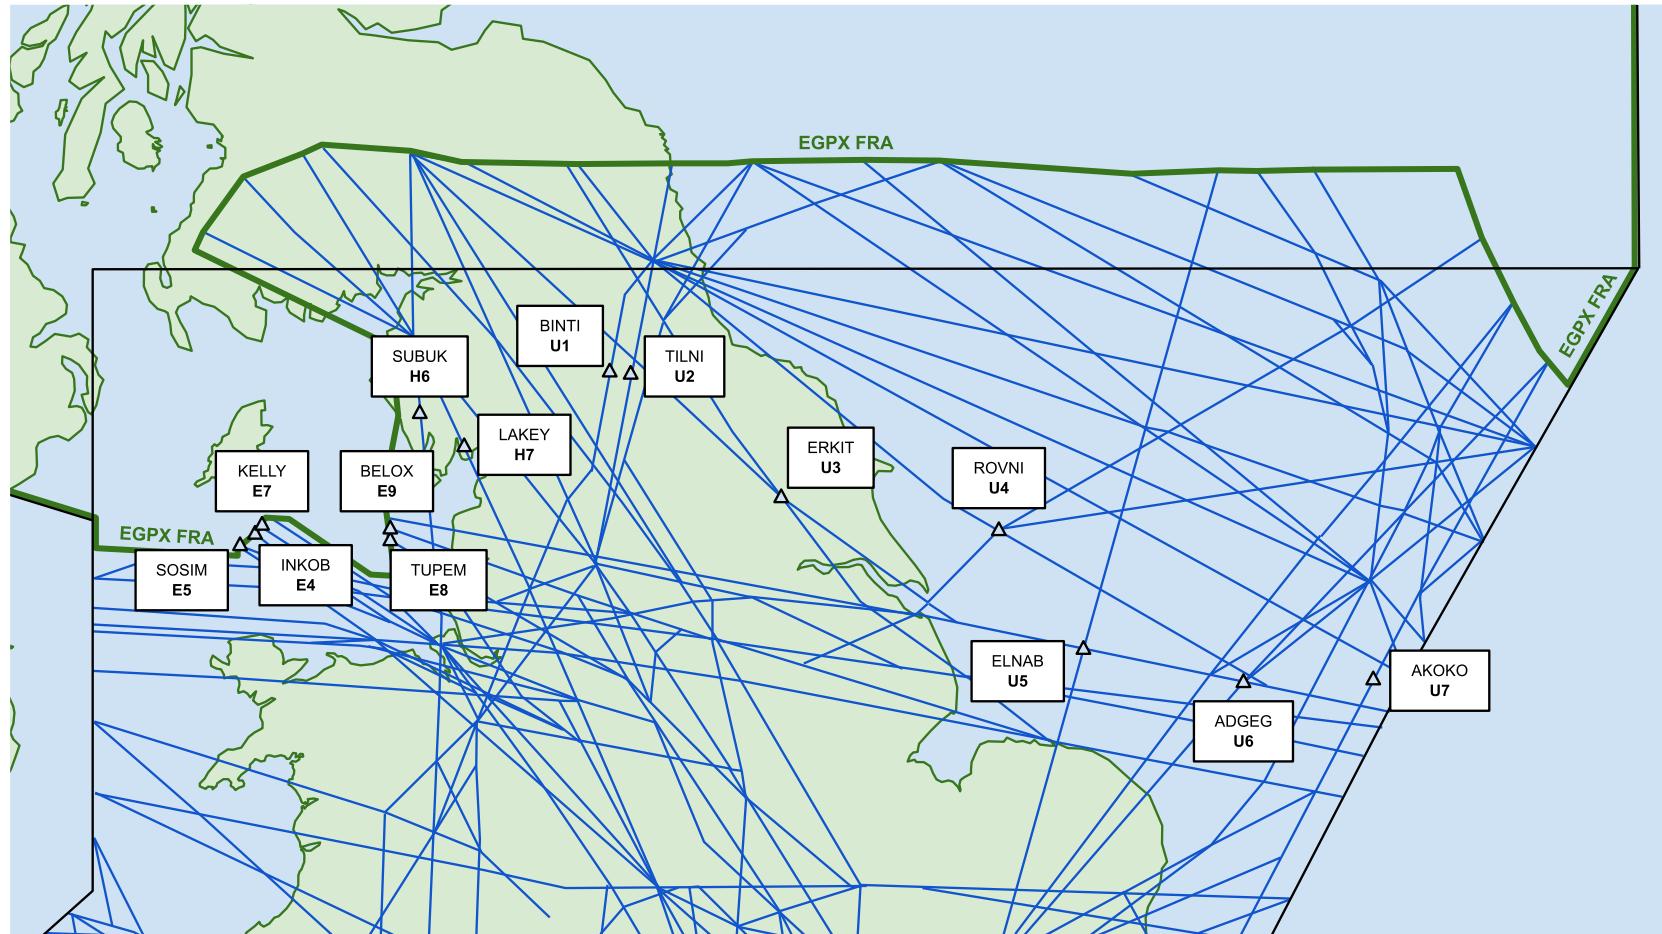 EGPX FRA
EGPX FRA
BINTI
U1
SUBUK
H6
TILNI
U2
LAKEY
H7
ERKIT
U3
KELLY
E7
BELOX
E9
ROVNI
U4
EGPX FRA
SOSIM
E5
INKOB
E4
TUPEM
E8
ELNAB
U5
AKOKO
U7
ADGEG
U6